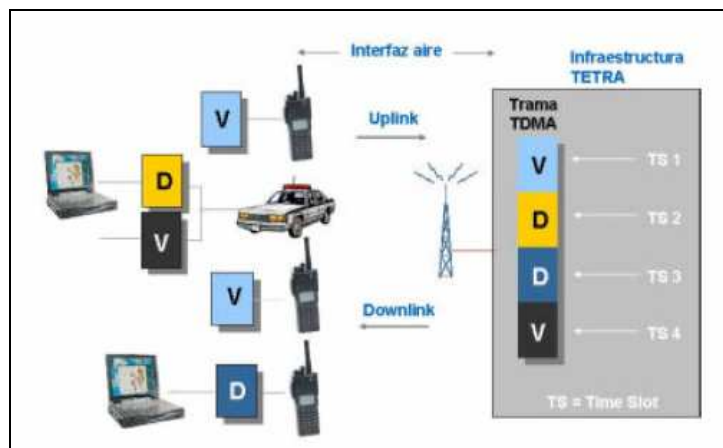 Interfaz aire
Infraestructura
TETRA
Trama
TDMA
V
Uplink
V
TS 1
D
D
TS 2
V
D
TS 3
V
Downlink
V
TS 4
D
TS = Time Slot